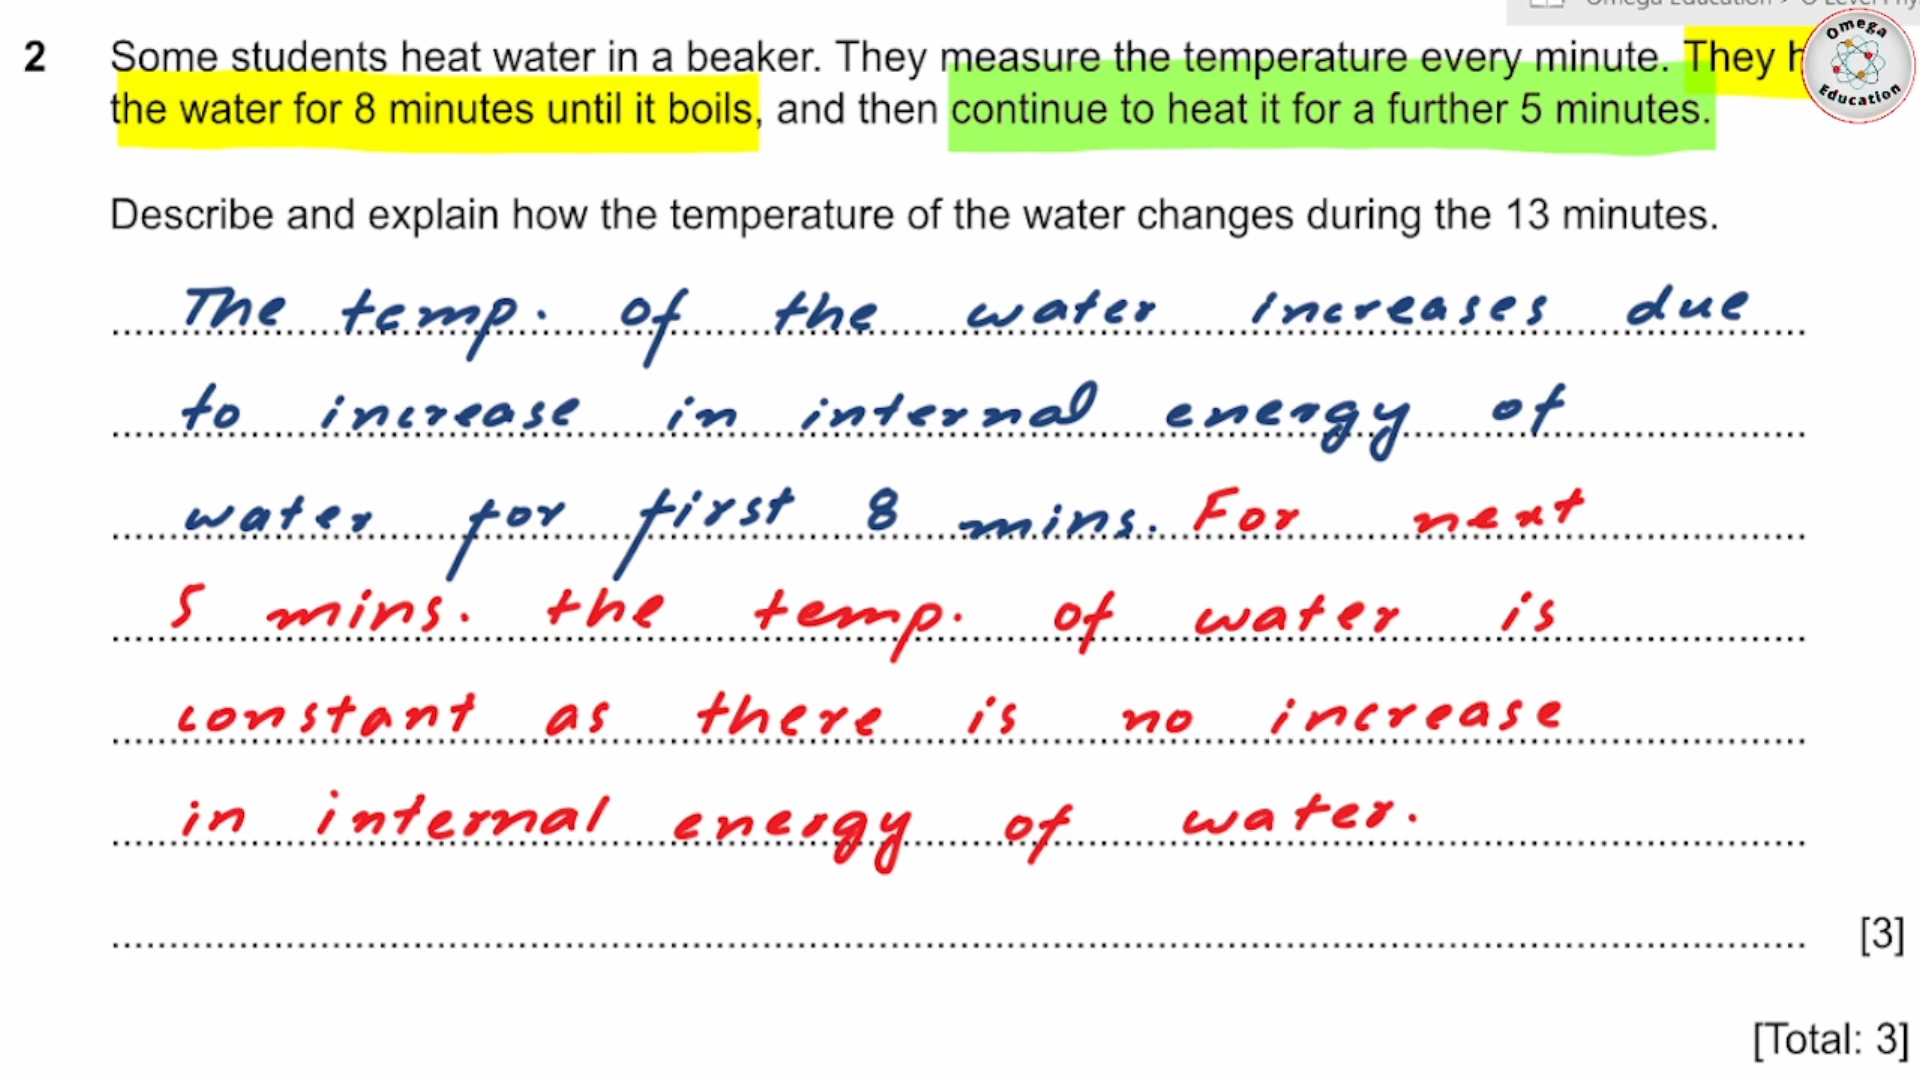 Omega Education
2 Some students heat water in a beaker. They measure the temperature every minute. They h
the water for 8 minutes until it boils, and then continue to heat it for a further 5 minutes.
Describe and explain how the temperature of the water changes during the 13 minutes.
The temp. of the water increases due
to increase in internal energy of
water for first 8 mins. For next
5 mins. the temp. of water is
constant as there is no increase
in internal energy of water.
[3]
[Total: 3]